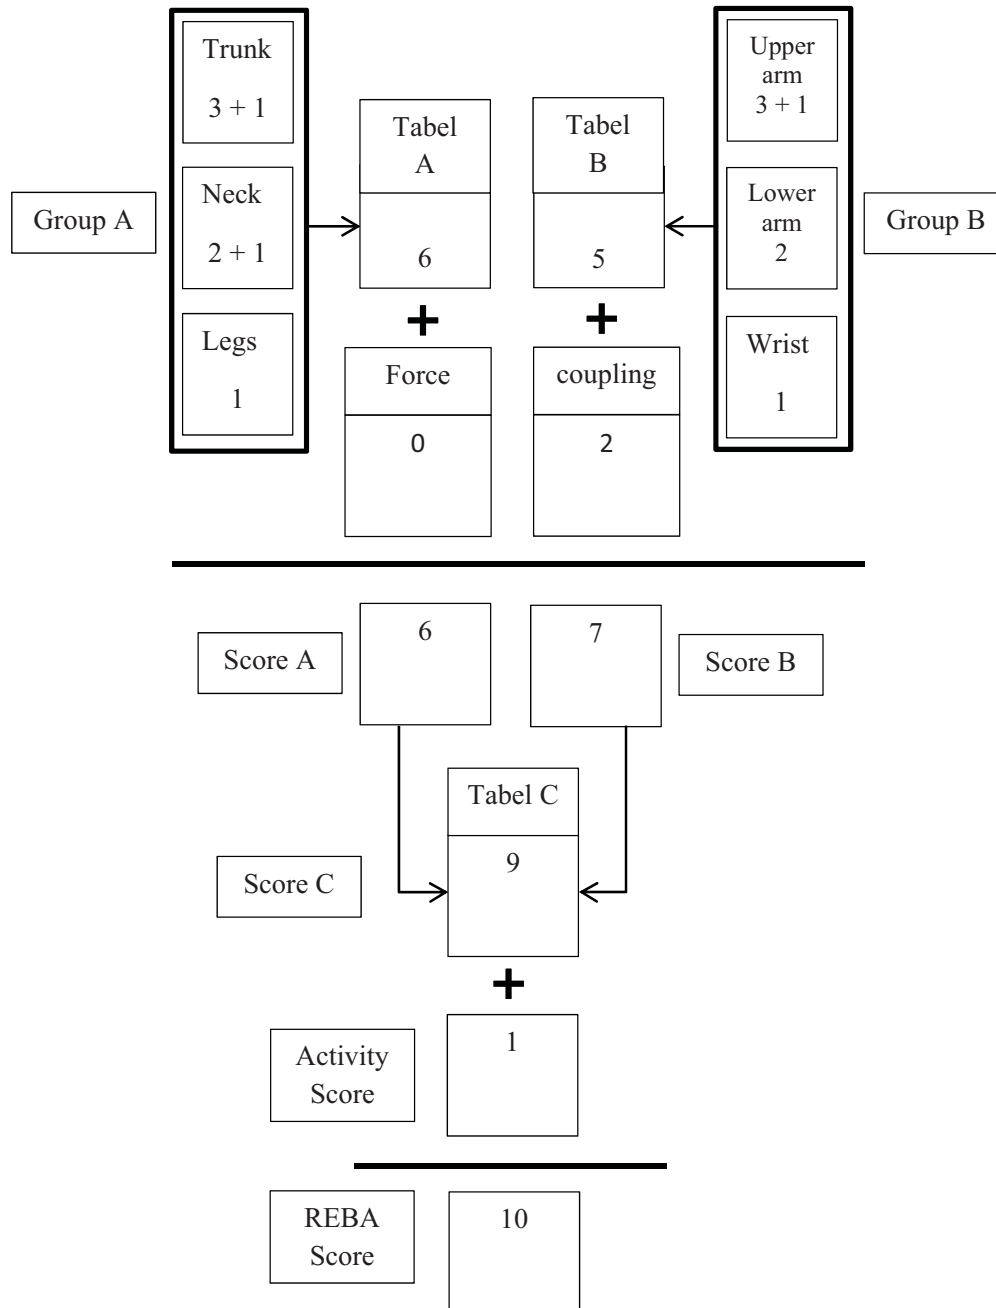 Group A
Trunk
3 + 1
Neck
2 + 1
Legs
1
Tabel
A
6
Force
0
Tabel
B
5
coupling
2
Upper
arm
3 + 1
Lower
arm
2
Wrist
1
Group B
Score A
6
7
Score B
Tabel C
Score C
9
Activity
Score
1
REBA
Score
10